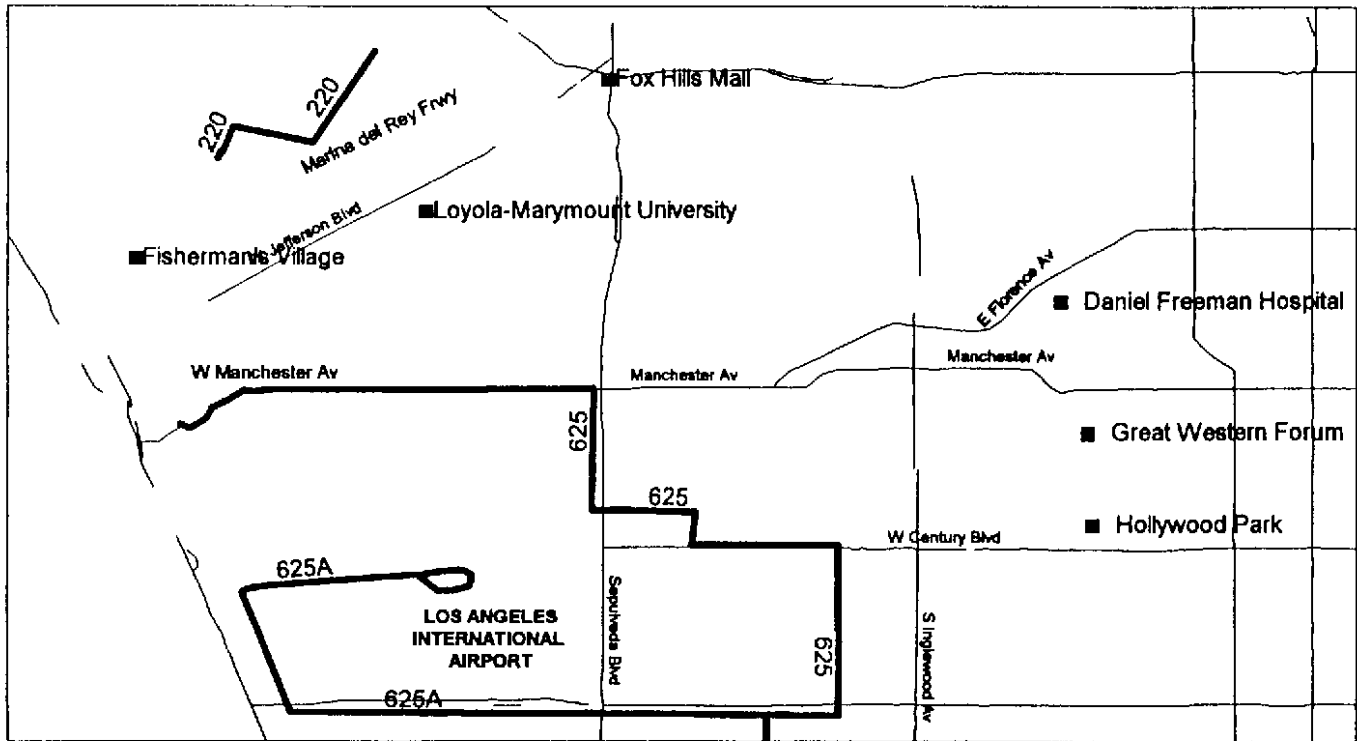 Fox Hills Mall
220
220
Marina del Rey Frwy
Loyola-Marymount University
Jefferson Blvd
Fisherman's Village
E Florence Av
Daniel Freeman Hospital
W Manchester Av
Manchester Av
Manchester Av
625
Great Western Forum
625
Hollywood Park
W Century Blvd
625A
LOS ANGELES
INTERNATIONAL
AIRPORT
Sepulveda Blvd
625
S Inglewood Av
625A